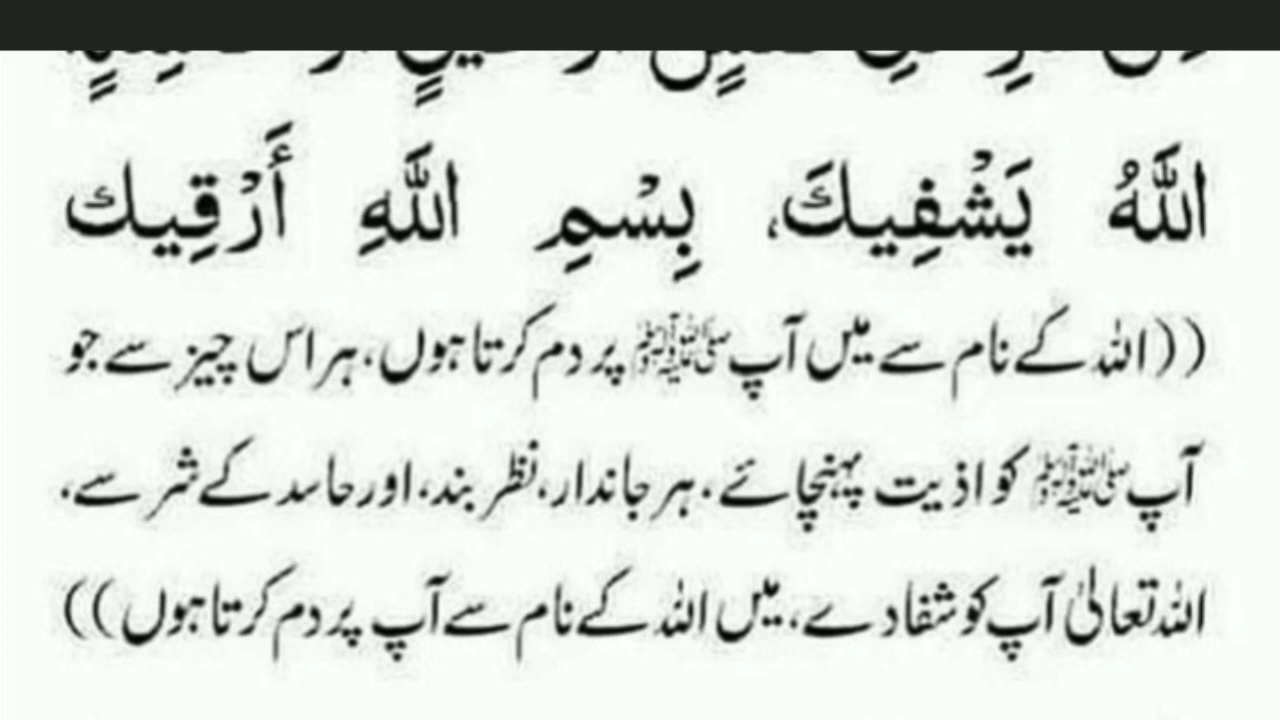 اللَّهُ يَشْفِيكَ، بِسْمِ اللَّهِ أَرْقِيك
((اللہ کے نام سے میں آپ ﷺ پر دم کرتا ہوں، ہر اس چیز سے جو
آپ ﷺ کو اذیت پہنچائے، ہر جاندار، نظر بند، اور حاسد کے شر سے،
اللہ تعالیٰ آپ کو شفا دے، میں اللہ کے نام سے آپ پر دم کرتا ہوں))